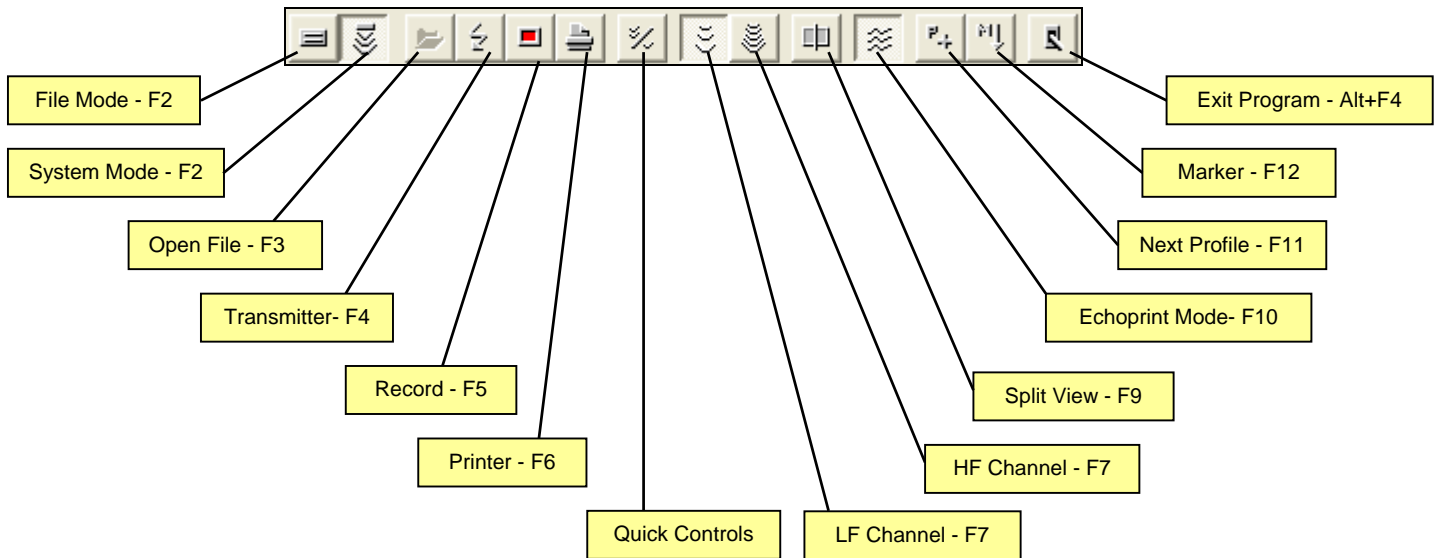 File Mode - F2
Exit Program - Alt+F4
System Mode - F2
Marker - F12
Open File - F3
Next Profile - F11
Transmitter- F4
Echoprint Mode- F10
Record - F5
Split View - F9
Printer - F6
HF Channel - F7
Quick Controls
LF Channel - F7